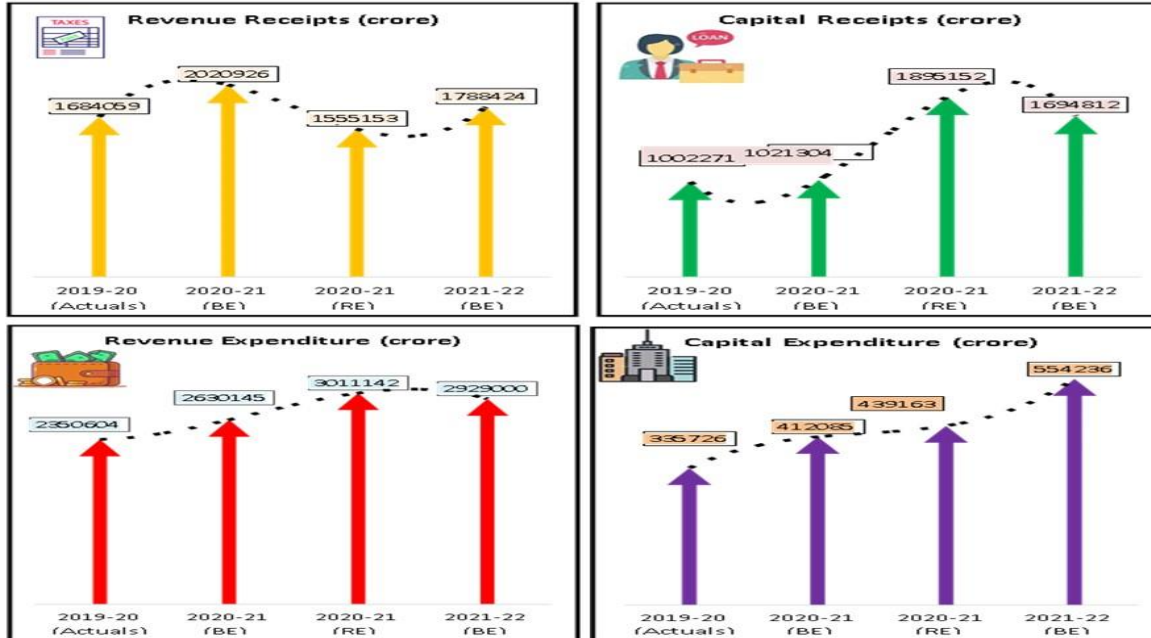 Revenue Receipts (crore)
TAXES
2020926
1684059
1555153
1788424
2019-20
(Actuals)
2020-21
(BE)
2020-21
(RE)
2021-22
(BE)
Capital Receipts (crore)
LOAN
1895152
1694812
1002271
1021304
2019-20
(Actuals)
2020-21
(BE)
2020-21
(RE)
2021-22
(BE)
Revenue Expenditure (crore)
3011142
2929000
2630145
2350604
2019-20
(Actuals)
2020-21
(BE)
2020-21
(RE)
2021-22
(BE)
Capital Expenditure (crore)
554236
439163
412085
335726
2019-20
(Actuals)
2020-21
(BE)
2020-21
(RE)
2021-22
(BE)